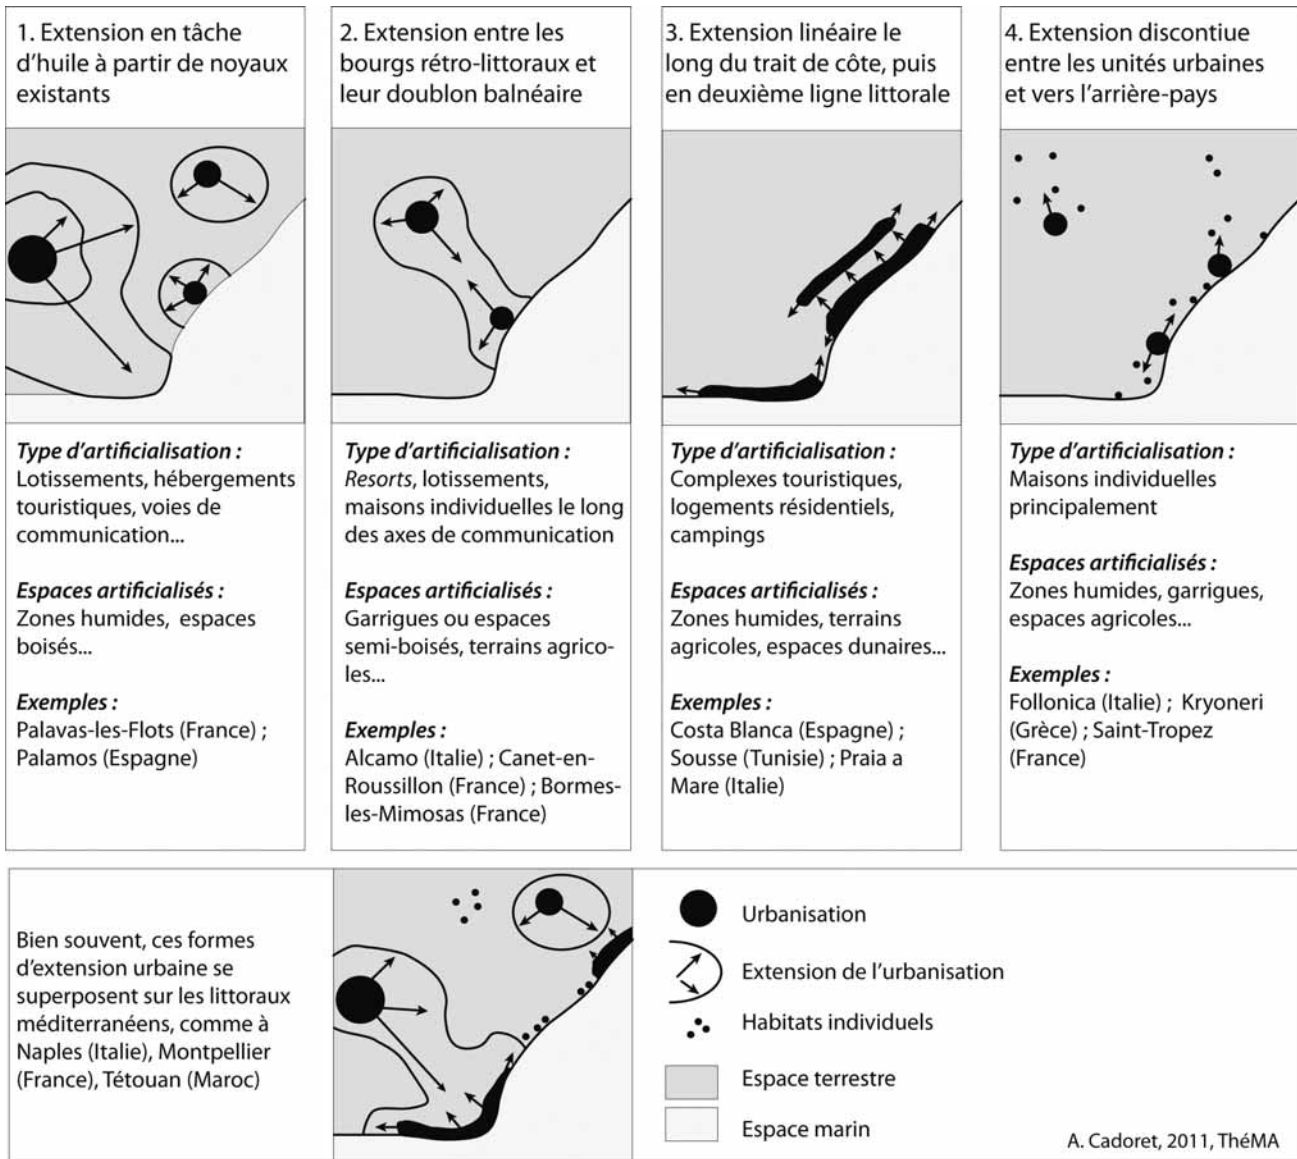 1. Extension en tâche
d'huile à partir de noyaux
existants
Type d'artificialisation :
Lotissements, hébergements
touristiques, voies de
communication...
Espaces artificialisés :
Zones humides, espaces
boisés...
Exemples :
Palavas-les-Flots (France) ;
Palamos (Espagne)
2. Extension entre les
bourgs rétro-littoraux et
leur doublon balnéaire
Type d'artificialisation :
Resorts, lotissements,
maisons individuelles le long
des axes de communication
Espaces artificialisés :
Garrigues ou espaces
semi-boisés, terrains agrico-
les...
Exemples :
Alcamo (Italie) ; Canet-en-
Roussillon (France) ; Bormes-
les-Mimosas (France)
3. Extension linéaire le
long du trait de côte, puis
en deuxième ligne littorale
Type d'artificialisation :
Complexes touristiques,
logements résidentiels,
campings
Espaces artificialisés :
Zones humides, terrains
agricoles, espaces dunaires...
Exemples :
Costa Blanca (Espagne) ;
Sousse (Tunisie) ; Praia a
Mare (Italie)
4. Extension discontiue
entre les unités urbaines
et vers l'arrière-pays
Type d'artificialisation :
Maisons individuelles
principalement
Espaces artificialisés :
Zones humides, garrigues,
espaces agricoles...
Exemples :
Follonica (Italie) ; Kryoneri
(Grèce) ; Saint-Tropez
(France)
Bien souvent, ces formes
d'extension urbaine se
superposent sur les littoraux
méditerranéens, comme à
Naples (Italie), Montpellier
(France), Tétouan (Maroc)
Urbanisation
Extension de l'urbanisation
Habitats individuels
Espace terrestre
Espace marin
A. Cadoret, 2011, ThéMA